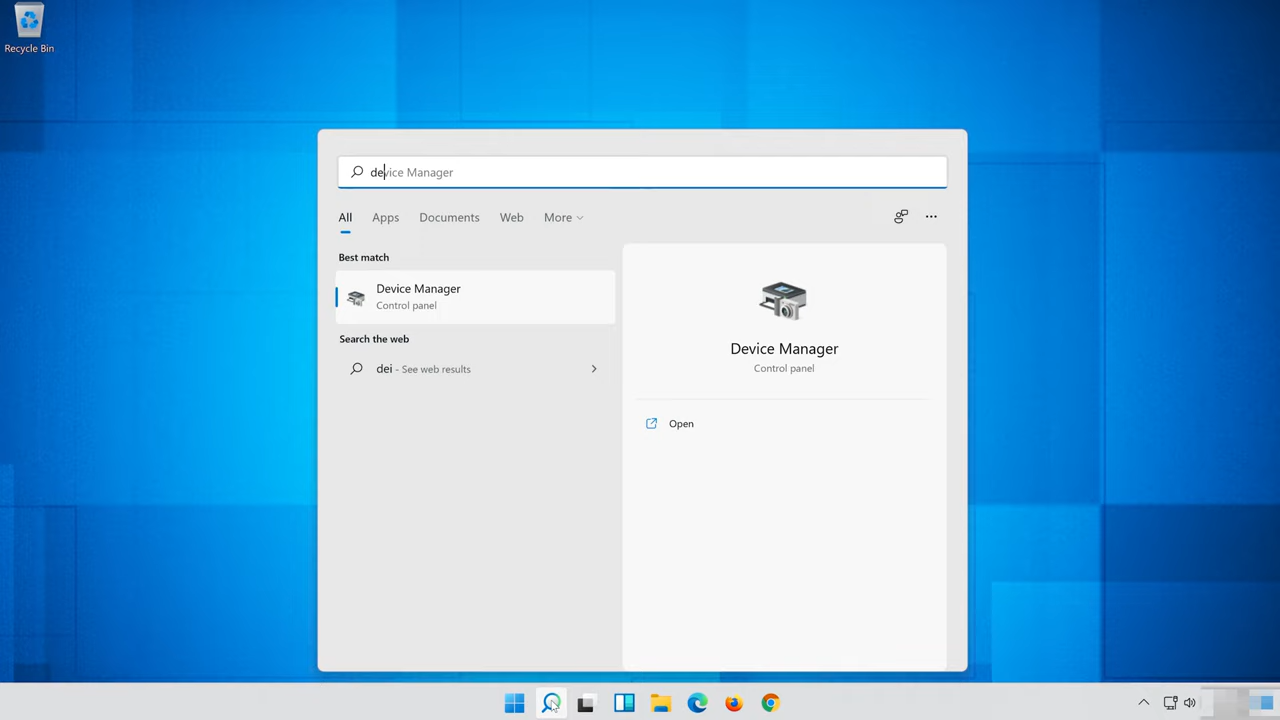 Recycle Bin
device Manager
All Apps Documents Web More
Best match
Device Manager
Control panel
Search the web
dei - See web results
Device Manager
Control panel
Open